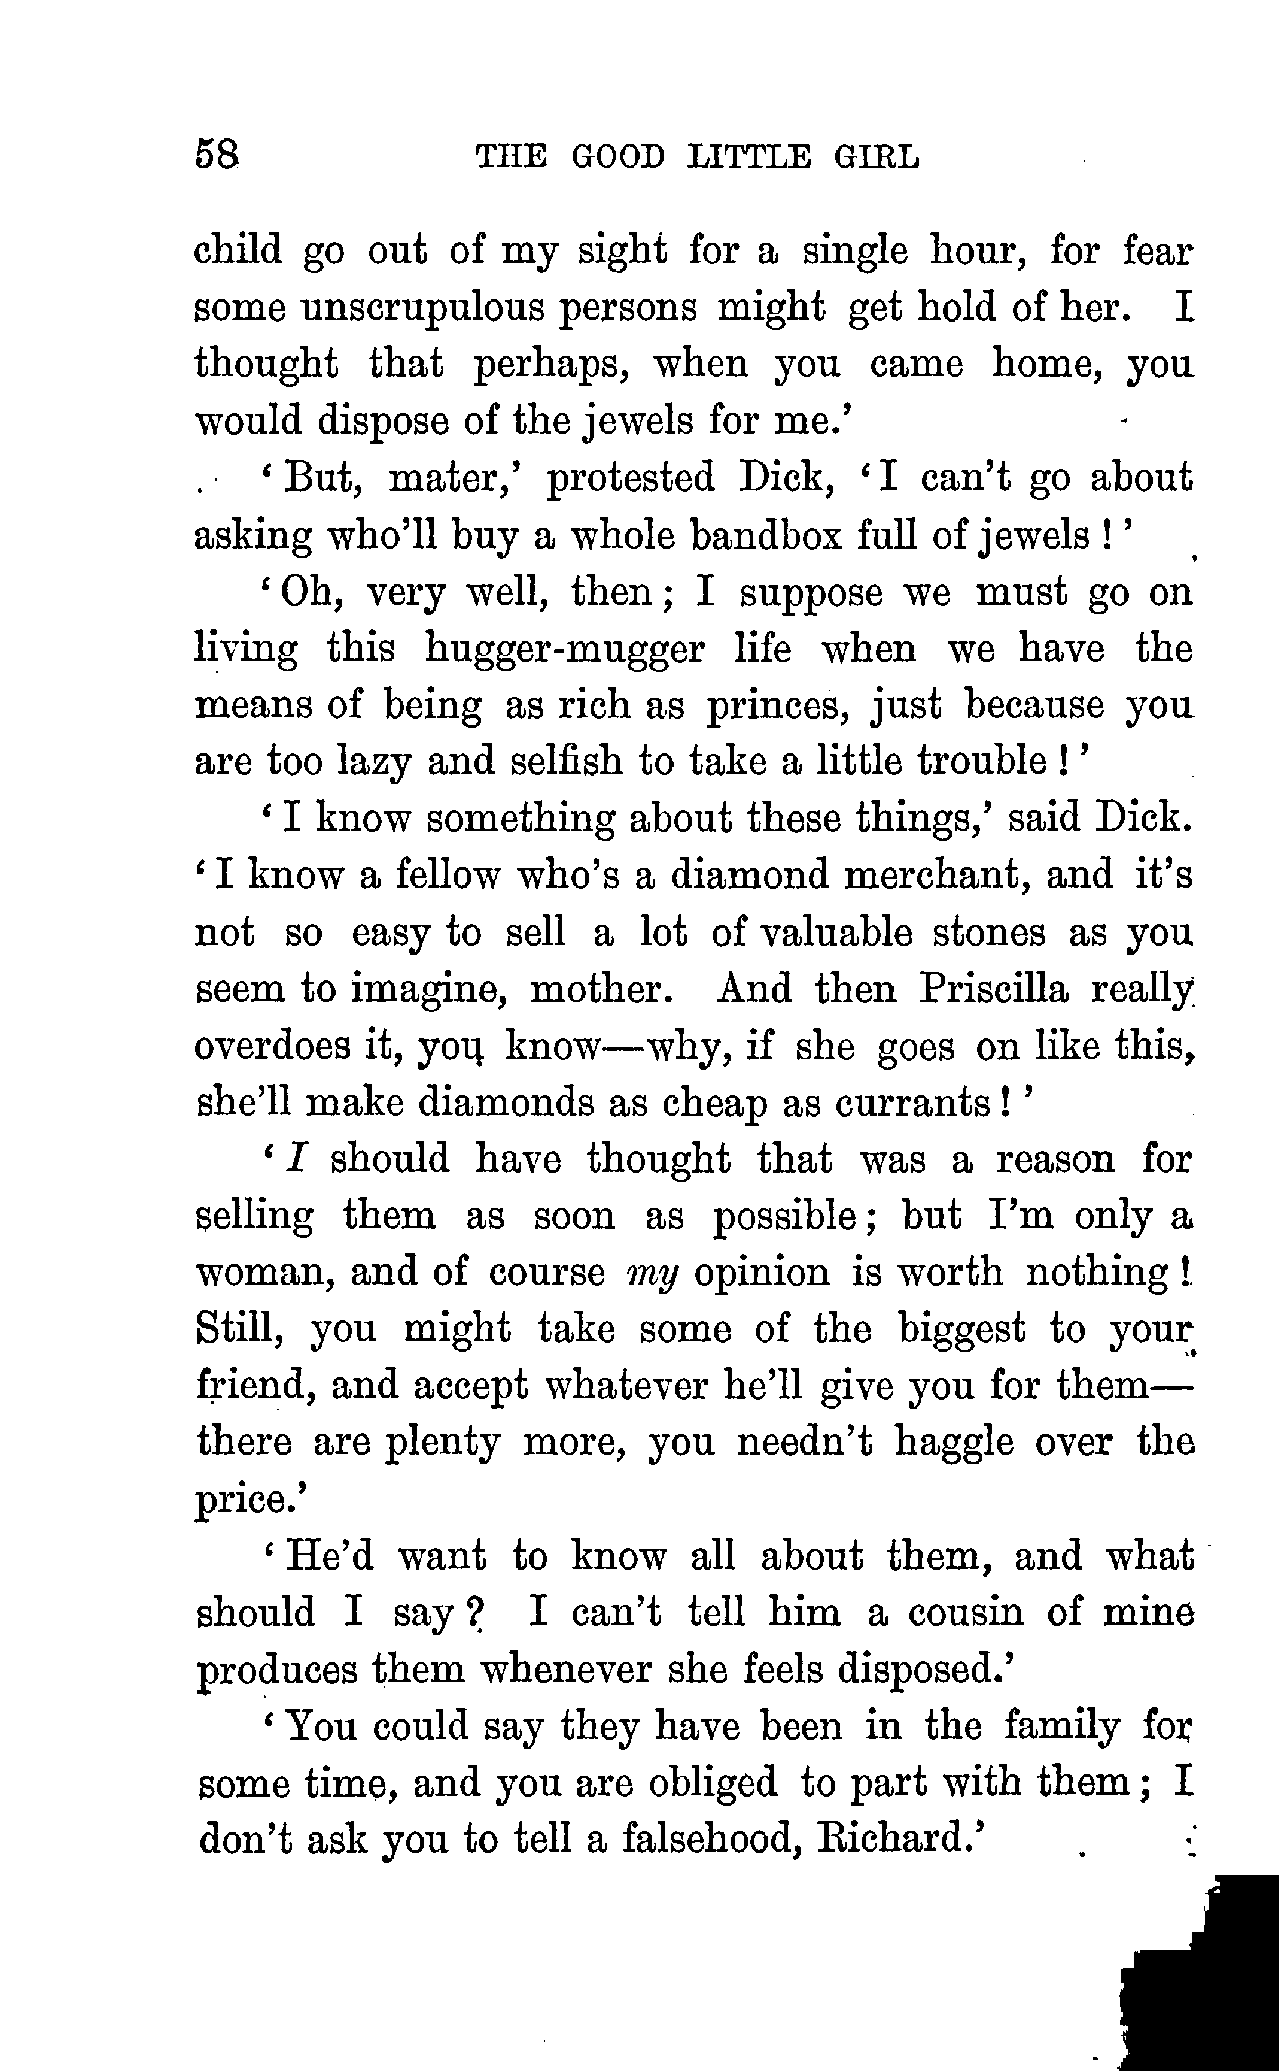 58 THE GOOD LITTLE GIRL
child go out of my sight for a single hour, for fear
some unscrupulous persons might get hold of her. I
thought that perhaps, when you came home, you
would dispose of the jewels for me.’
‘But, mater,’ protested Dick, ‘I can’t go about
asking who’ll buy a whole bandbox full of jewels!’
‘Oh, very well, then; I suppose we must go on
living this hugger-mugger life when we have the
means of being as rich as princes, just because you
are too lazy and selfish to take a little trouble!’
‘I know something about these things,’ said Dick.
‘I know a fellow who’s a diamond merchant, and it’s
not so easy to sell a lot of valuable stones as you
seem to imagine, mother. And then Priscilla really
overdoes it, you know—why, if she goes on like this,
she’ll make diamonds as cheap as currants!’
‘I should have thought that was a reason for
selling them as soon as possible; but I’m only a
woman, and of course my opinion is worth nothing!
Still, you might take some of the biggest to your
friend, and accept whatever he’ll give you for them—
there are plenty more, you needn’t haggle over the
price.’
‘He’d want to know all about them, and what
should I say? I can’t tell him a cousin of mine
produces them whenever she feels disposed.’
‘You could say they have been in the family for
some time, and you are obliged to part with them; I
don’t ask you to tell a falsehood, Richard.’